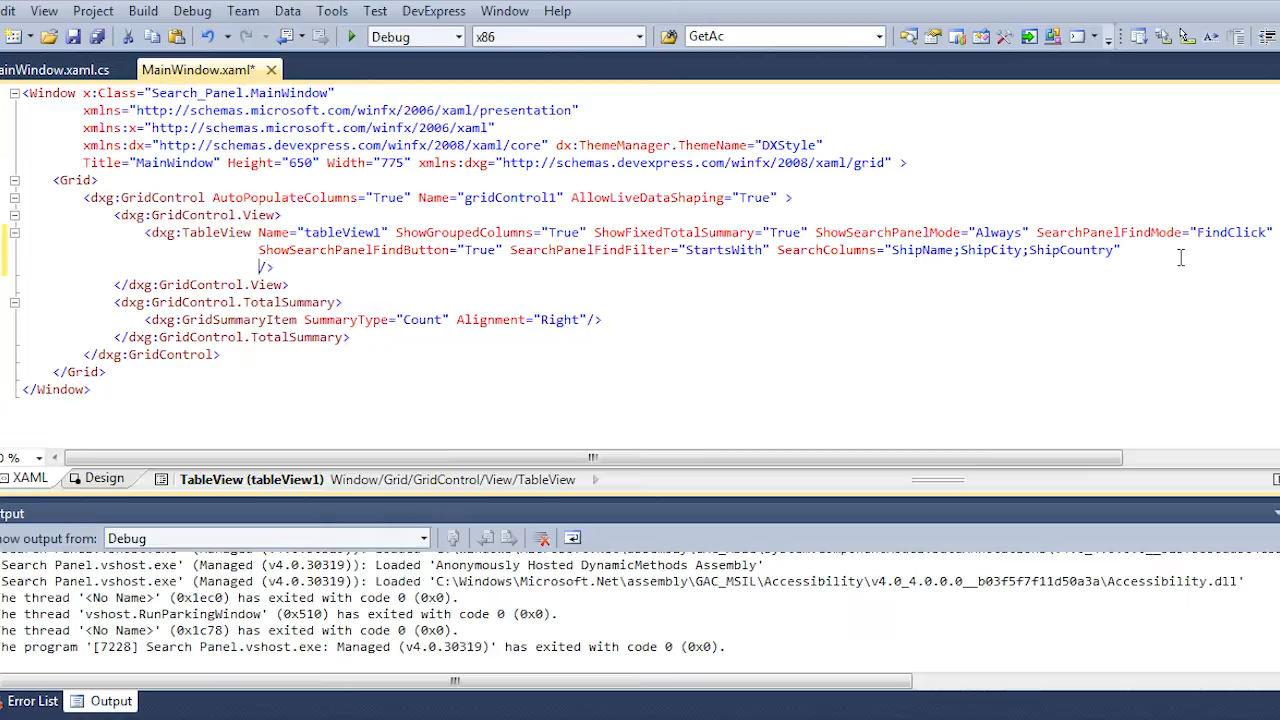 dit View Project Build Debug Team Data Tools Test DevExpress Window Help
Debug x86 GetAc
ainWindow.xaml.cs MainWindow.xaml*
<Window x:Class="Search_Panel.MainWindow"
xmlns="http://schemas.microsoft.com/winfx/2006/xaml/presentation"
xmlns:x="http://schemas.microsoft.com/winfx/2006/xaml"
xmlns:dx="http://schemas.devexpress.com/winfx/2008/xaml/core" dx:ThemeManager.ThemeName="DXStyle"
Title="MainWindow" Height="650" Width="775" xmlns:dxg="http://schemas.devexpress.com/winfx/2008/xaml/grid" >
<Grid>
<dxg:GridControl AutoPopulateColumns="True" Name="gridControl1" AllowLiveDataShaping="True" >
<dxg:GridControl.View>
<dxg:TableView Name="tableView1" ShowGroupedColumns="True" ShowFixedTotalSummary="True" ShowSearchPanelMode="Always" SearchPanelFindMode="FindClick"
ShowSearchPanelFindButton="True" SearchPanelFindFilter="StartsWith" SearchColumns="ShipName;ShipCity;ShipCountry"
/>
</dxg:GridControl.View>
<dxg:GridControl.TotalSummary>
<dxg:GridSummaryItem SummaryType="Count" Alignment="Right"/>
</dxg:GridControl.TotalSummary>
</dxg:GridControl>
</Grid>
</Window>
0 %
XAML Design TableView (tableView1) Window/Grid/GridControl/View/TableView
tput
how output from: Debug
Search Panel.vshost.exe' (Managed (v4.0.30319)): Loaded 'Anonymously Hosted DynamicMethods Assembly'
Search Panel.vshost.exe' (Managed (v4.0.30319)): Loaded 'C:\Windows\Microsoft.Net\assembly\GAC_MSIL\Accessibility\v4.0_4.0.0.0__b03f5f7f11d50a3a\Accessibility.dll'
he thread '<No Name>' (0x1ec0) has exited with code 0 (0x0).
he thread 'vshost.RunParkingWindow' (0x510) has exited with code 0 (0x0).
he thread '<No Name>' (0x1c78) has exited with code 0 (0x0).
he program '[7228] Search Panel.vshost.exe: Managed (v4.0.30319)' has exited with code 0 (0x0).
Error List Output